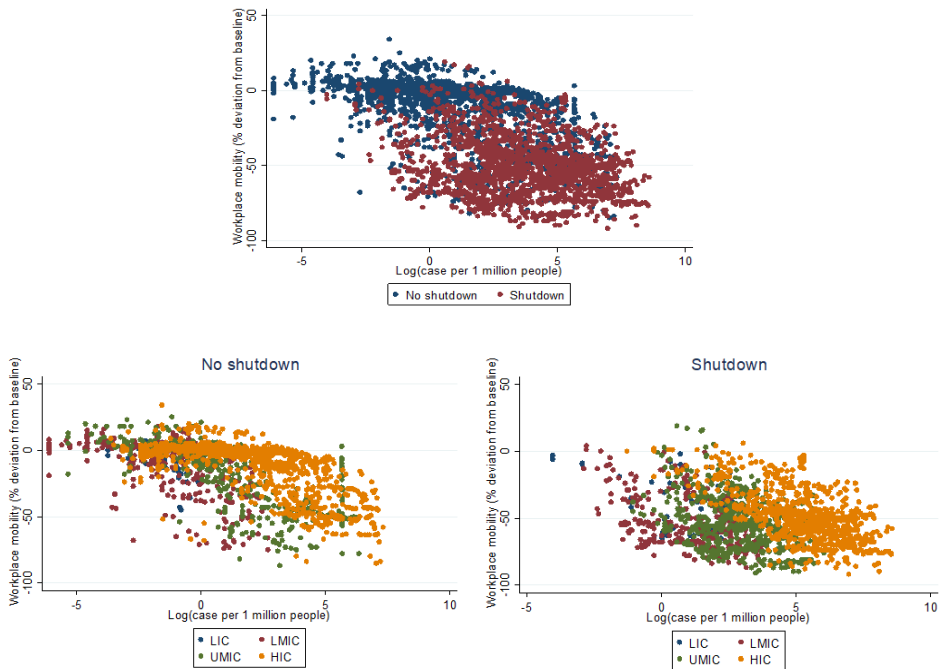 Workplace mobility (% deviation from baseline)
50
0
-50
-100
-5
0
5
10
Log(case per 1 million people)
No shutdown
Shutdown
No shutdown
Workplace mobility (% deviation from baseline)
50
0
-50
-100
-5
0
5
10
Log(case per 1 million people)
LIC
LMIC
UMIC
HIC
Shutdown
Workplace mobility (% deviation from baseline)
50
0
-50
-100
-5
0
5
10
Log(case per 1 million people)
LIC
LMIC
UMIC
HIC